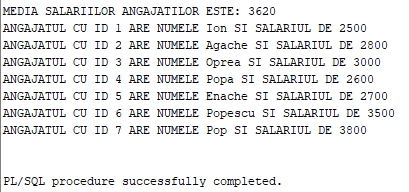 MEDIA SALARIILOR ANGAJATILOR ESTE: 3620
ANGAJATUL CU ID 1 ARE NUMELE Ion SI SALARIUL DE 2500
ANGAJATUL CU ID 2 ARE NUMELE Agache SI SALARIUL DE 2800
ANGAJATUL CU ID 3 ARE NUMELE Oprea SI SALARIUL DE 3000
ANGAJATUL CU ID 4 ARE NUMELE Popa SI SALARIUL DE 2600
ANGAJATUL CU ID 5 ARE NUMELE Enache SI SALARIUL DE 2700
ANGAJATUL CU ID 6 ARE NUMELE Popescu SI SALARIUL DE 3500
ANGAJATUL CU ID 7 ARE NUMELE Pop SI SALARIUL DE 3800
PL/SQL procedure successfully completed.